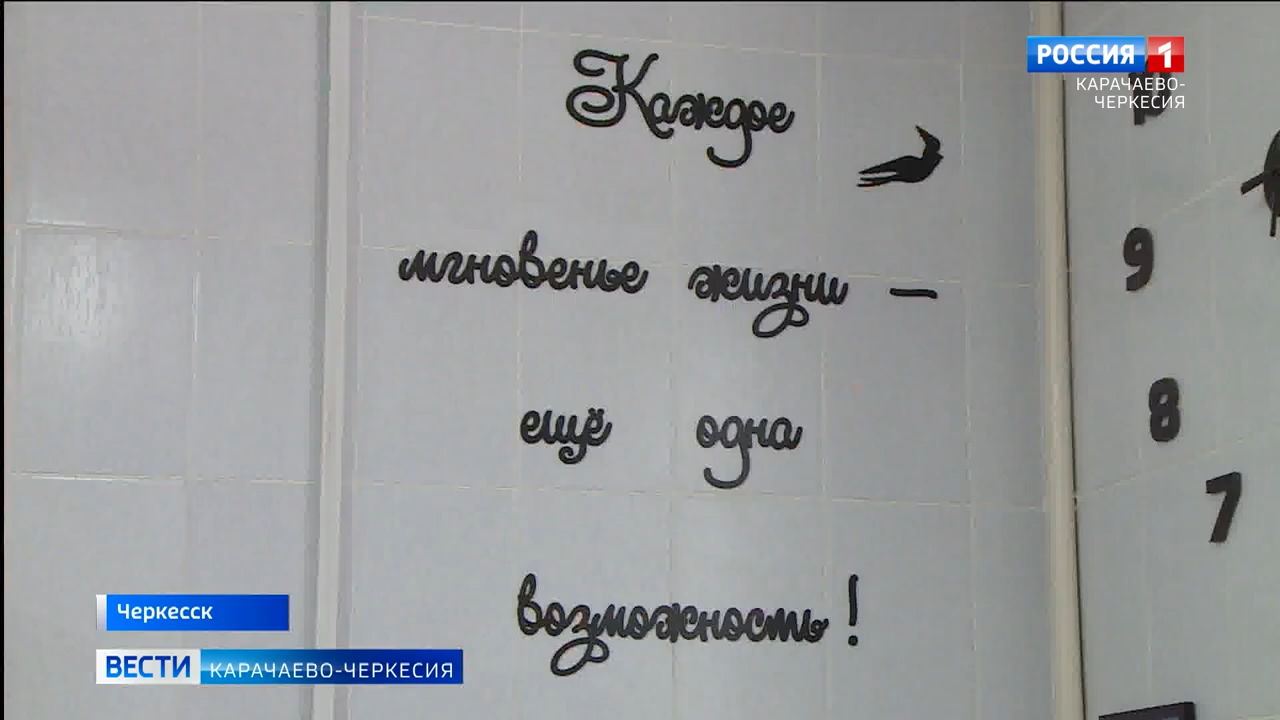 РОССИЯ 1
КАРАЧАЕВО-
ЧЕРКЕСИЯ
Каждое
мгновенье жизни –
ещё одна
возможность!
9
8
7
Черкесск
ВЕСТИ КАРАЧАЕВО-ЧЕРКЕСИЯ